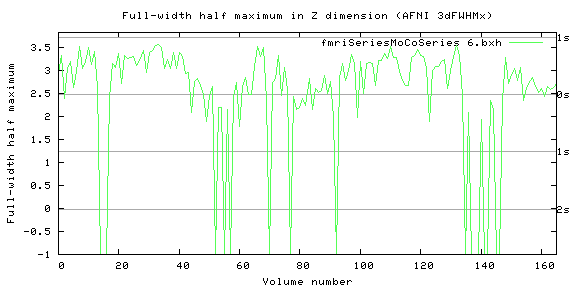 Full-width half maximum in Z dimension (AFNI 3dFWHMx)
fmriSeriesMoCoSeries 6.bxh
Full-width half maximum
3.5
3
2.5
2
1.5
1
0.5
0
-0.5
-1
1s
0s
1s
2s
0 20 40 60 80 100 120 140 160
Volume number